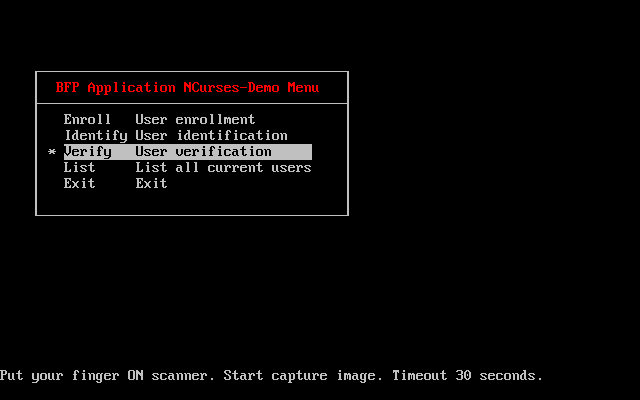 BFP Application NCurses-Demo Menu
Enroll User enrollment
Identify User identification
* Verify User verification
List List all current users
Exit Exit
Put your finger ON scanner. Start capture image. Timeout 30 seconds.